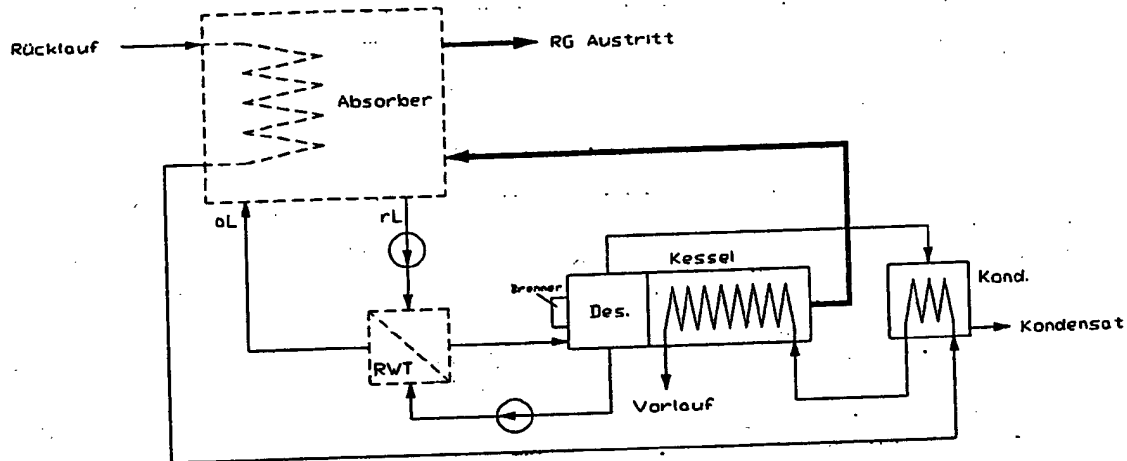 Rücklauf
RG Austritt
Absorber
aL
rL
Kessel
Brenner
Des.
Kond.
Kondensat
RWT
Vorlauf